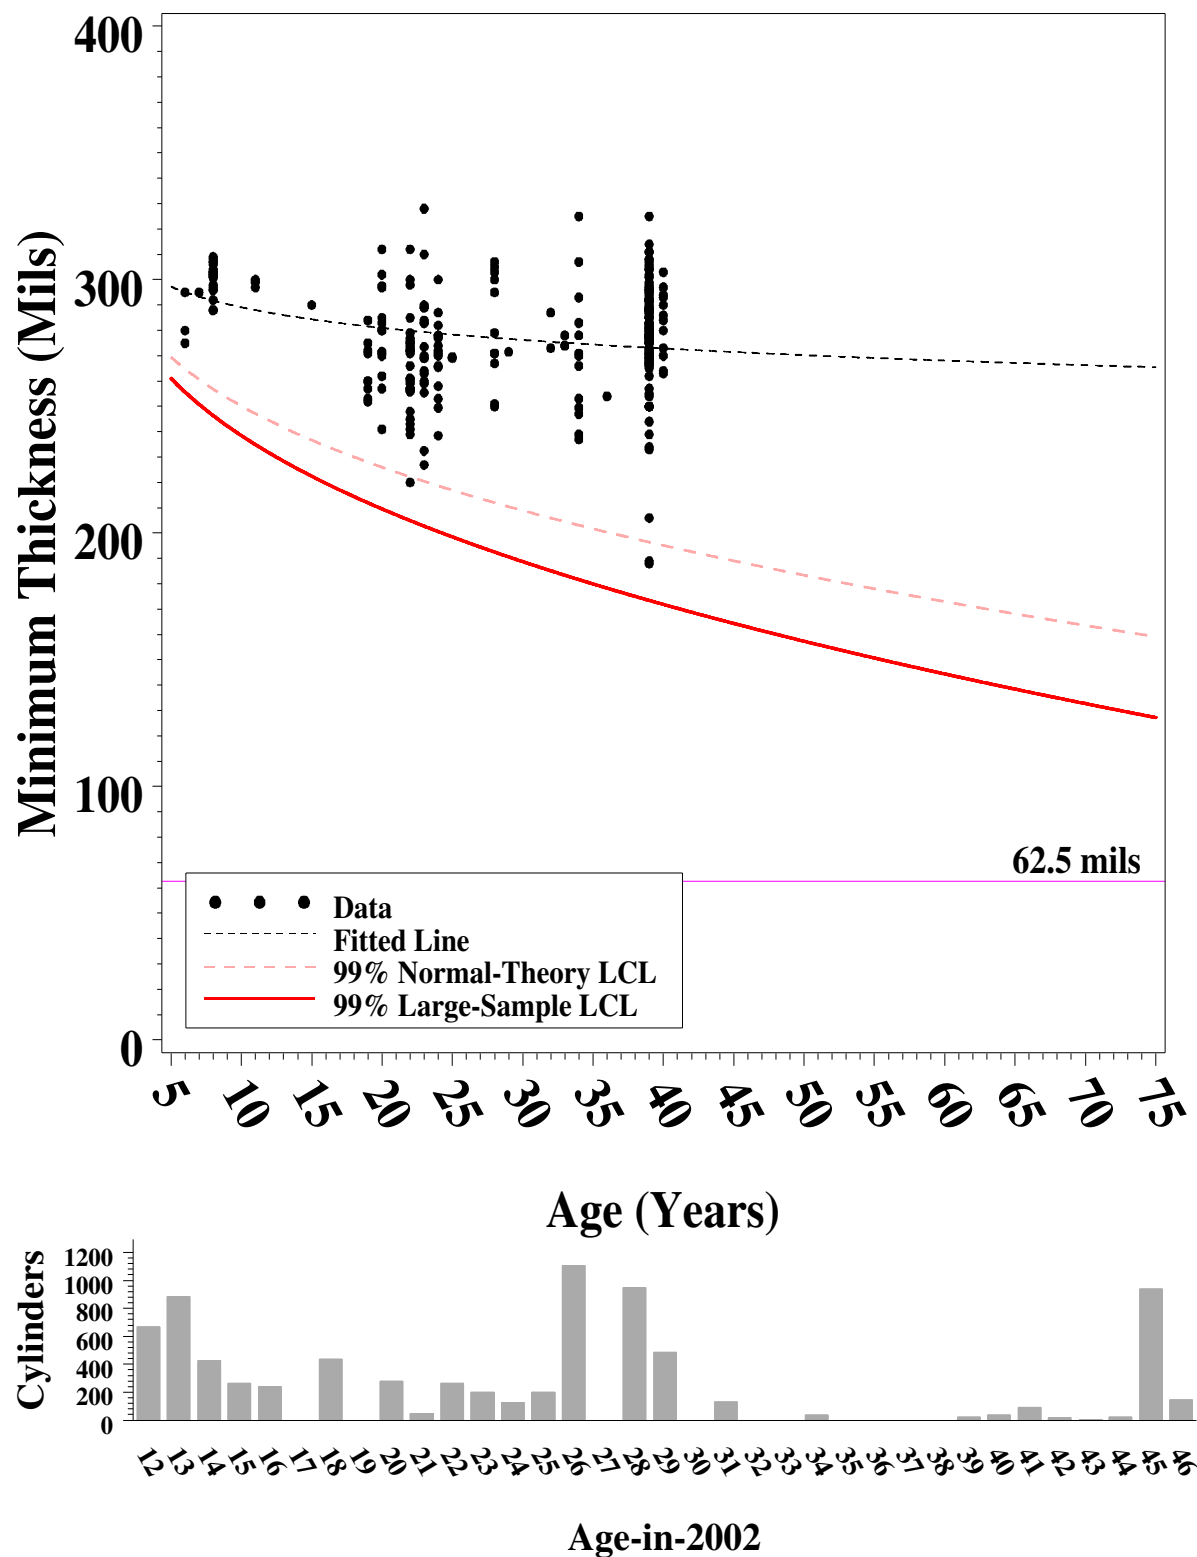 400
300
200
100
0
Minimum Thickness (Mils)
62.5 mils
Data
Fitted Line
99% Normal-Theory LCL
99% Large-Sample LCL
5 10 15 20 25 30 35 40 45 50 55 60 65 70 75
Age (Years)
1200
1000
800
600
400
200
0
Cylinders
12 13 14 15 16 17 18 19 20 21 22 23 24 25 26 27 28 29 30 31 32 33 34 35 36 37 38 39 40 41 42 43 44 45 46
Age-in-2002